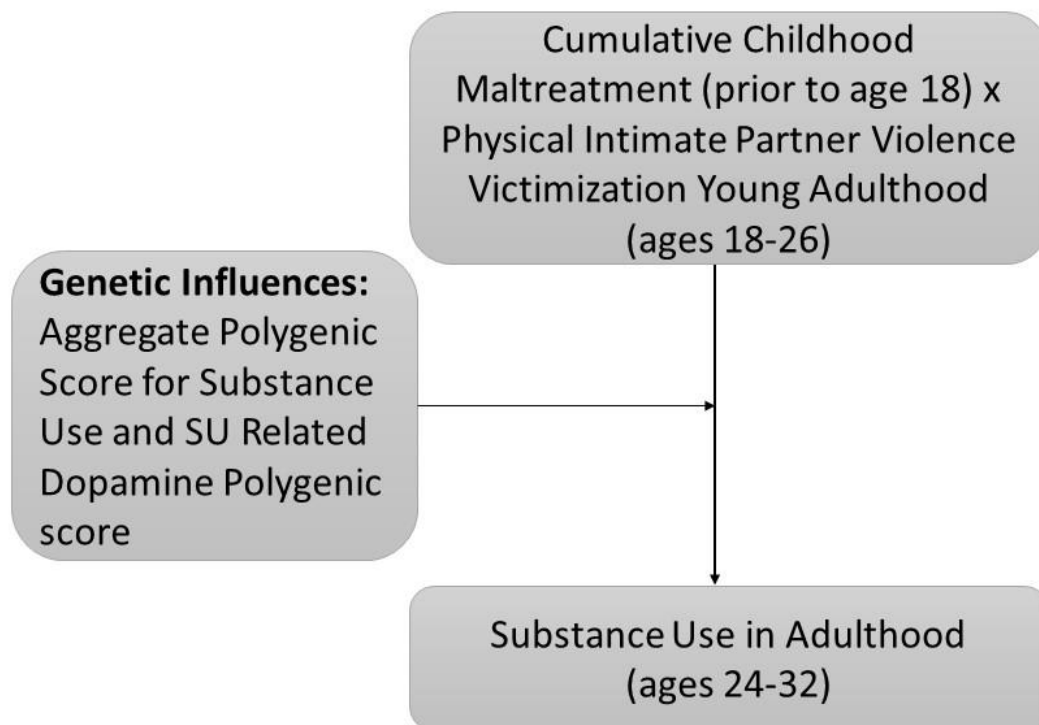 Cumulative Childhood
Maltreatment (prior to age 18) x
Physical Intimate Partner Violence
Victimization Young Adulthood
(ages 18-26)
Genetic Influences:
Aggregate Polygenic
Score for Substance
Use and SU Related
Dopamine Polygenic
score
Substance Use in Adulthood
(ages 24-32)